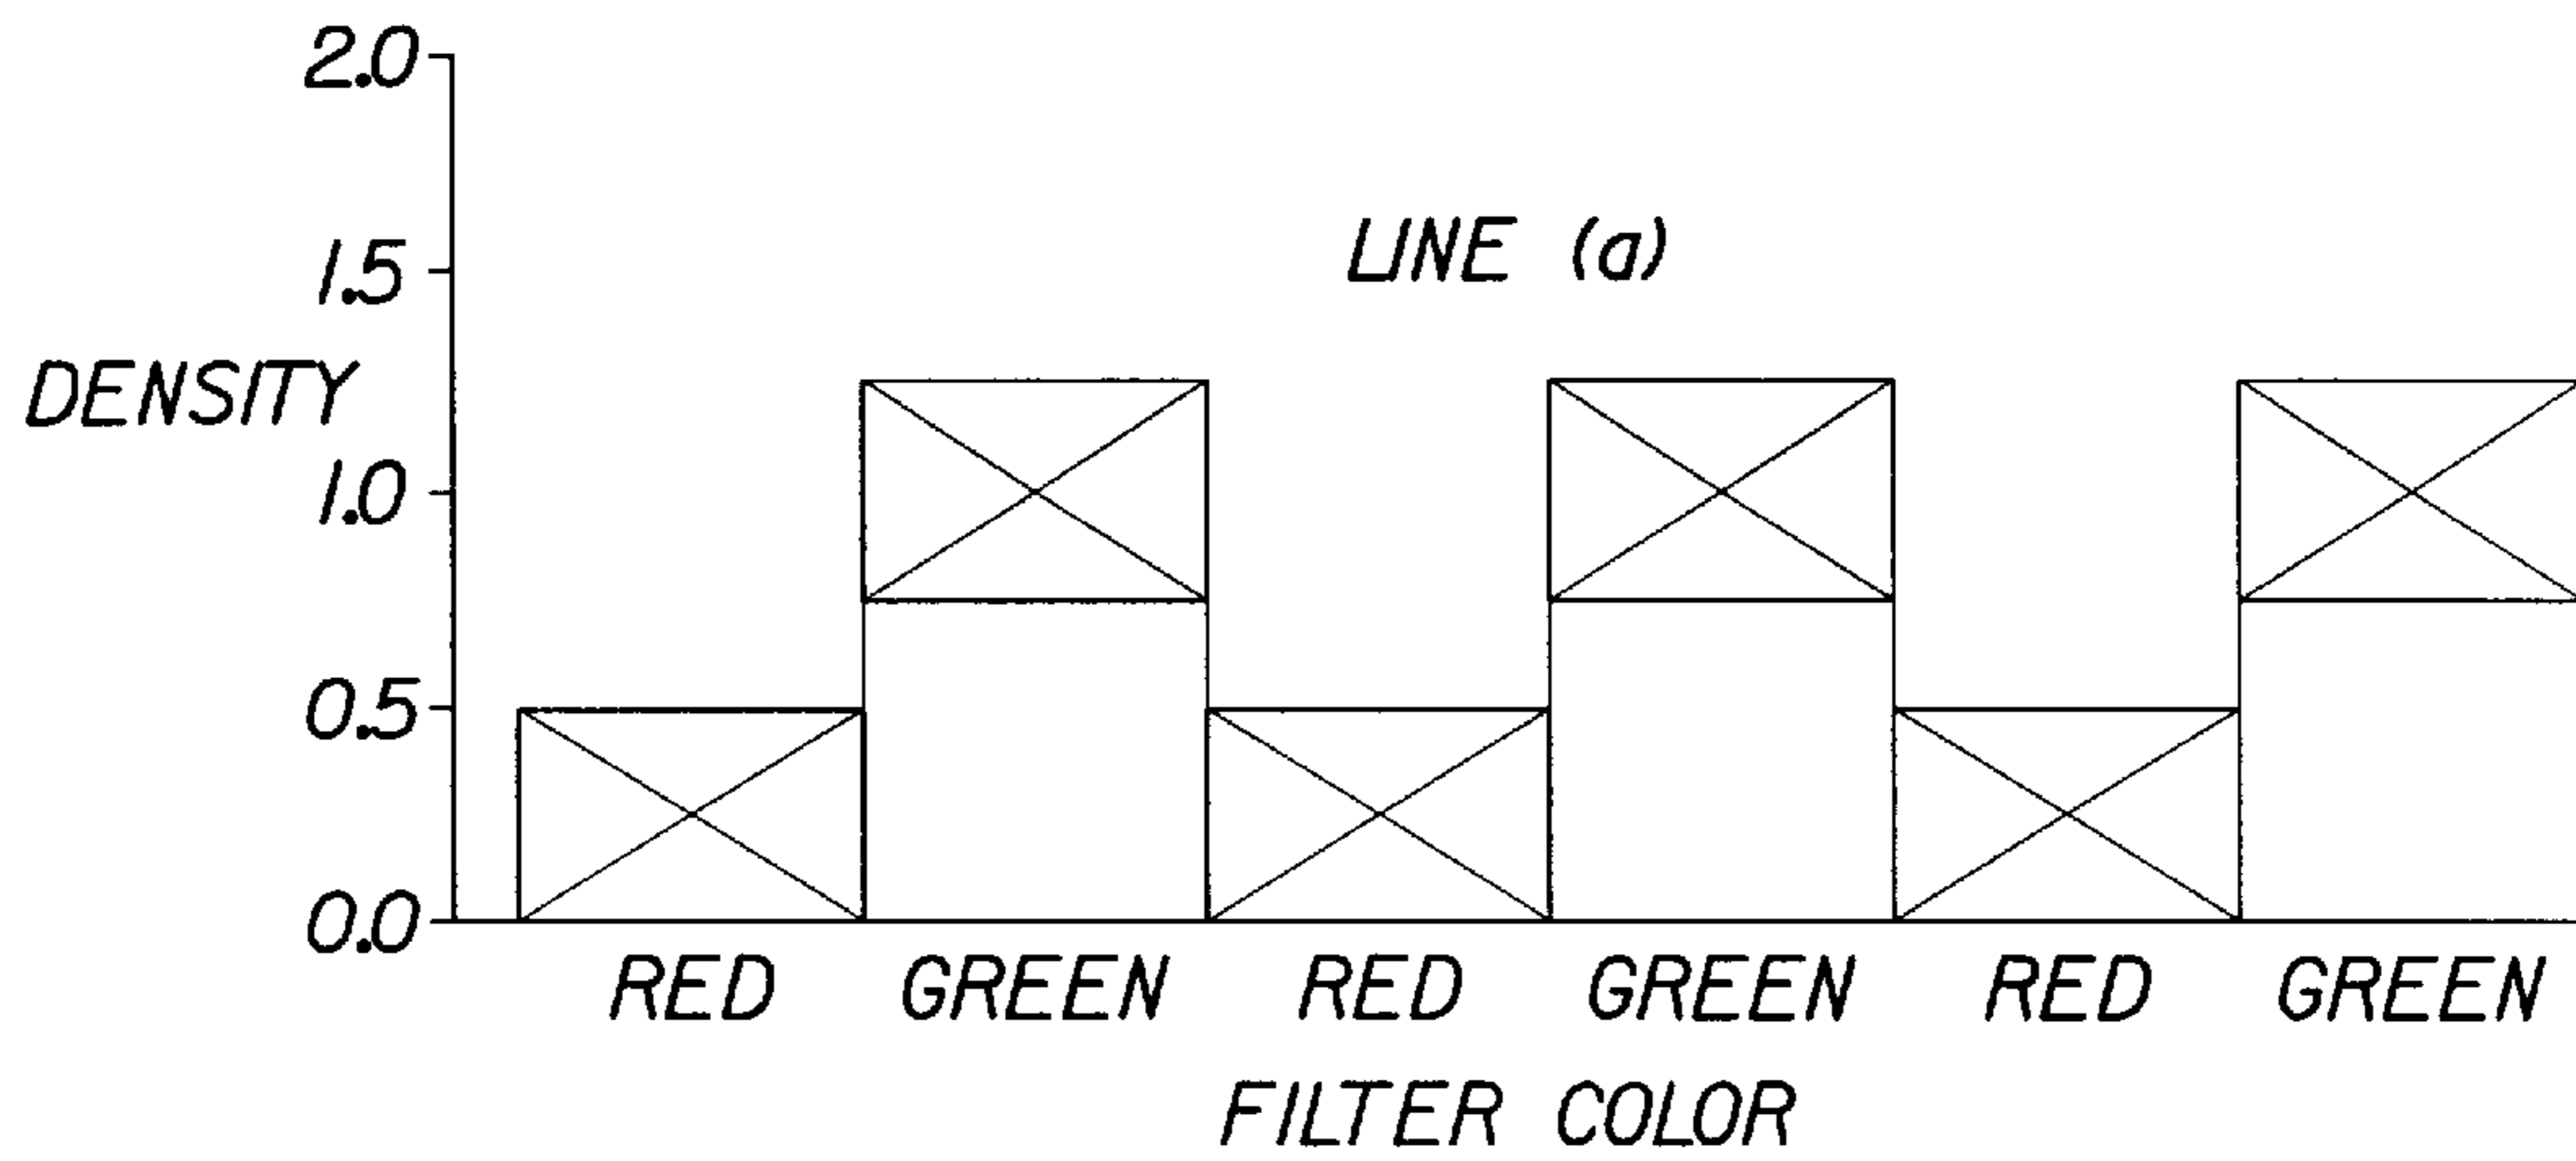 2.0
LINE (a)
1.5
DENSITY
1.0
0.5
0.0
RED GREEN RED GREEN RED GREEN
FILTER COLOR